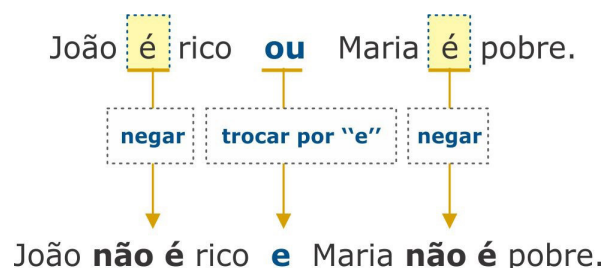 João é rico ou Maria é pobre.
negar trocar por ‘‘e’’ negar
João não é rico e Maria não é pobre.